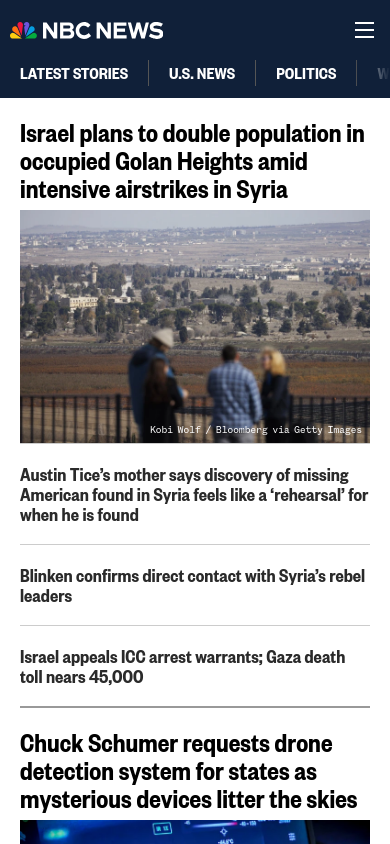 NBC NEWS
LATEST STORIES
U.S. NEWS
POLITICS
Israel plans to double population in
occupied Golan Heights amid
intensive airstrikes in Syria
Kobi Wolf / Bloomberg via Getty Images
Austin Tice’s mother says discovery of missing
American found in Syria feels like a ‘rehearsal’ for
when he is found
Blinken confirms direct contact with Syria’s rebel
leaders
Israel appeals ICC arrest warrants; Gaza death
toll nears 45,000
Chuck Schumer requests drone
detection system for states as
mysterious devices litter the skies